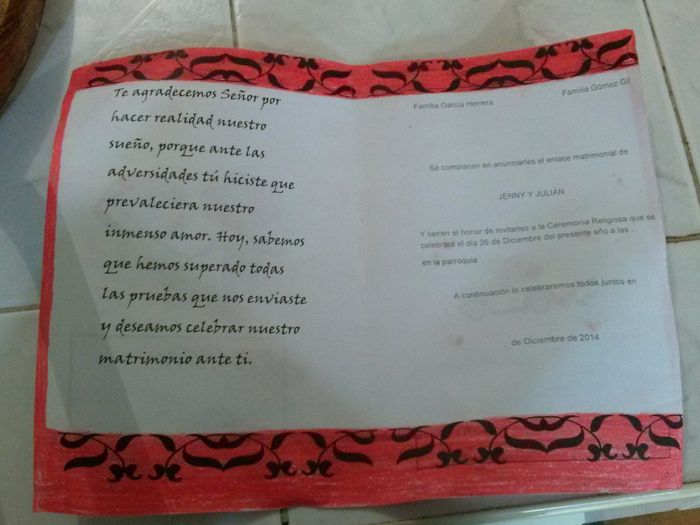 Te agradecemos Señor por
hacer realidad nuestro
sueño, porque ante las
adversidades tú hiciste que
prevaleciera nuestro
inmenso amor. Hoy, sabemos
que hemos superado todas
las pruebas que nos enviaste
y deseamos celebrar nuestro
matrimonio ante ti.
Familia García Herrera
Familia Gómez Gil
Se complacen en anunciarles el enlace matrimonial de
JENNY Y JULIÁN
Y tienen el honor de invitarles a la Ceremonia Religiosa que se
celebrará el día 26 de Diciembre del presente año a las
en la parroquia
A continuación lo celebraremos todos juntos en
de Diciembre de 2014